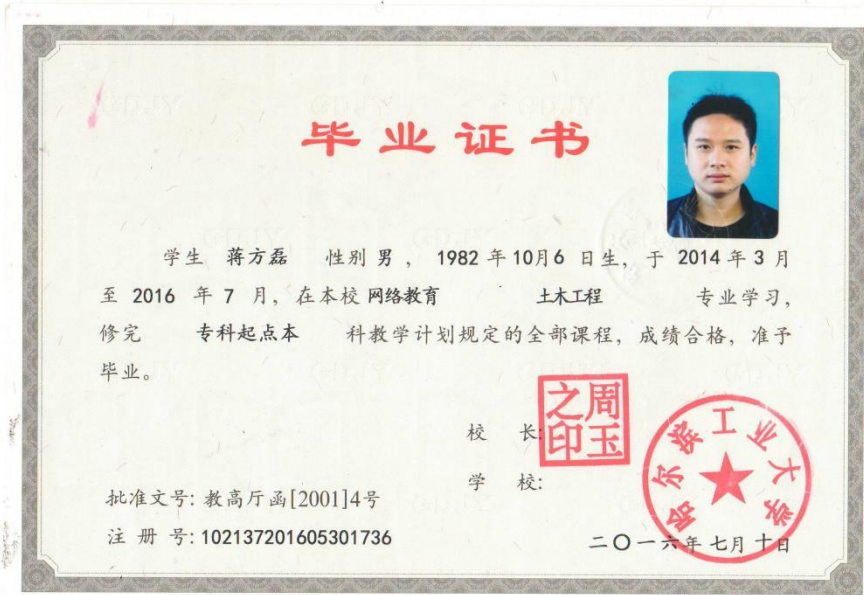 毕业证书
学生 蒋方磊 性别 男 ， 1982 年 10月6 日生，于 2014 年 3 月
至 2016 年 7 月，在本校 网络教育 土木工程 专业学习，
修完 专科起点本 科教学计划规定的全部课程，成绩合格，准予
毕业。
校 长:
周玉之印
学 校:
哈尔滨工业大学
批准文号: 教高厅函[2001]4号
注 册 号: 102137201605301736
二〇一六年 七月 十日